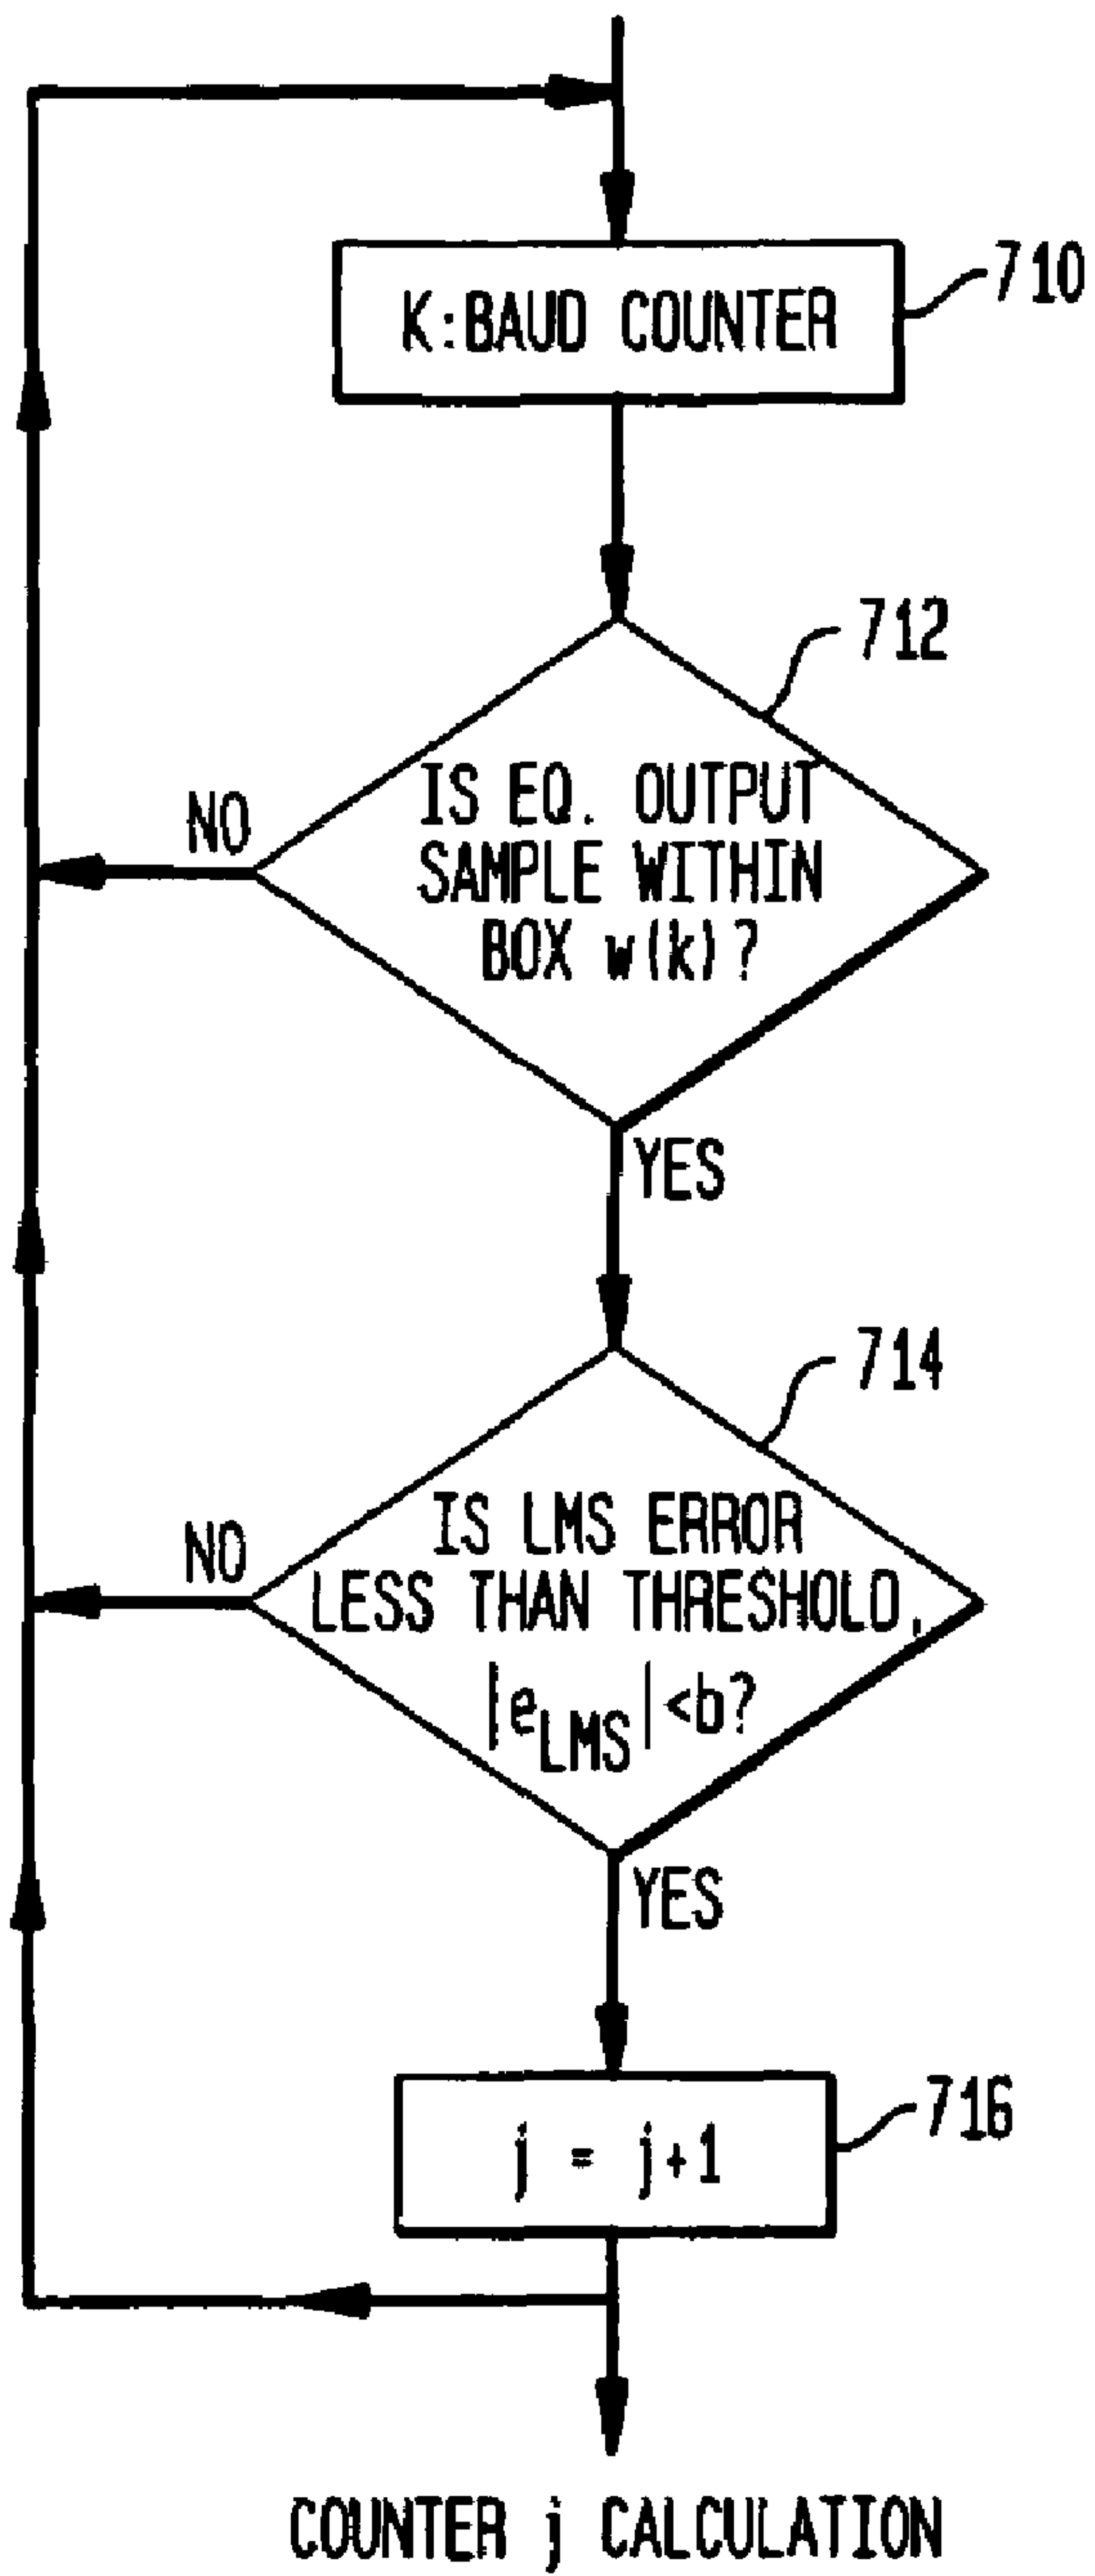 K:BAUD COUNTER
710
712
IS EQ. OUTPUT
SAMPLE WITHIN
BOX w(k)?
NO
YES
714
IS LMS ERROR
LESS THAN THRESHOLD,
|eLMS|<b?
NO
YES
716
j = j+1
COUNTER j CALCULATION